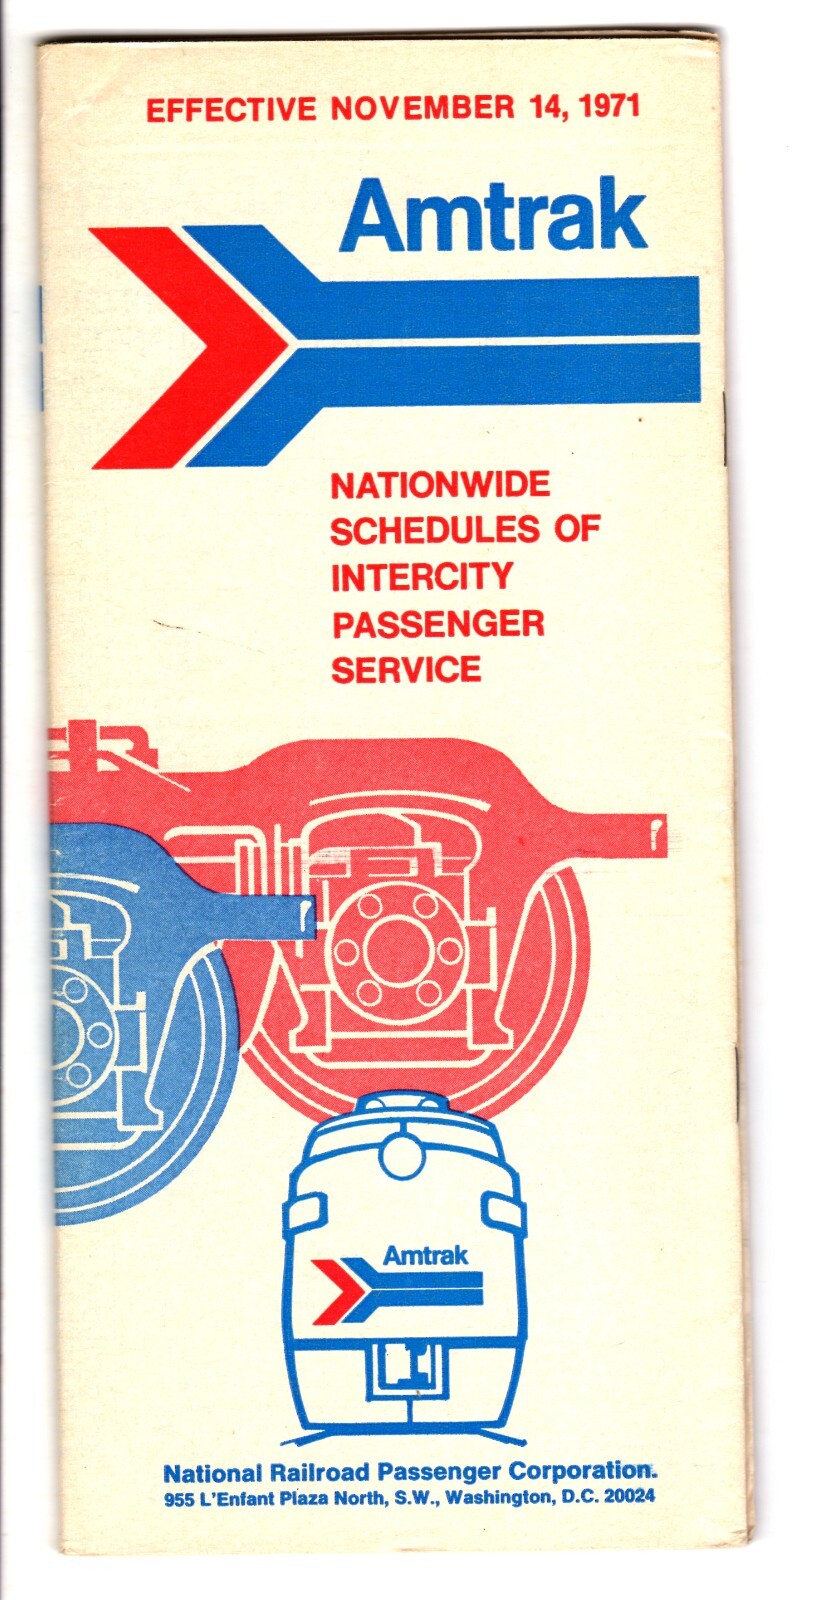 EFFECTIVE NOVEMBER 14, 1971
Amtrak
NATIONWIDE
SCHEDULES OF
INTERCITY
PASSENGER
SERVICE
Amtrak
National Railroad Passenger Corporation.
955 L'Enfant Plaza North, S.W., Washington, D.C. 20024